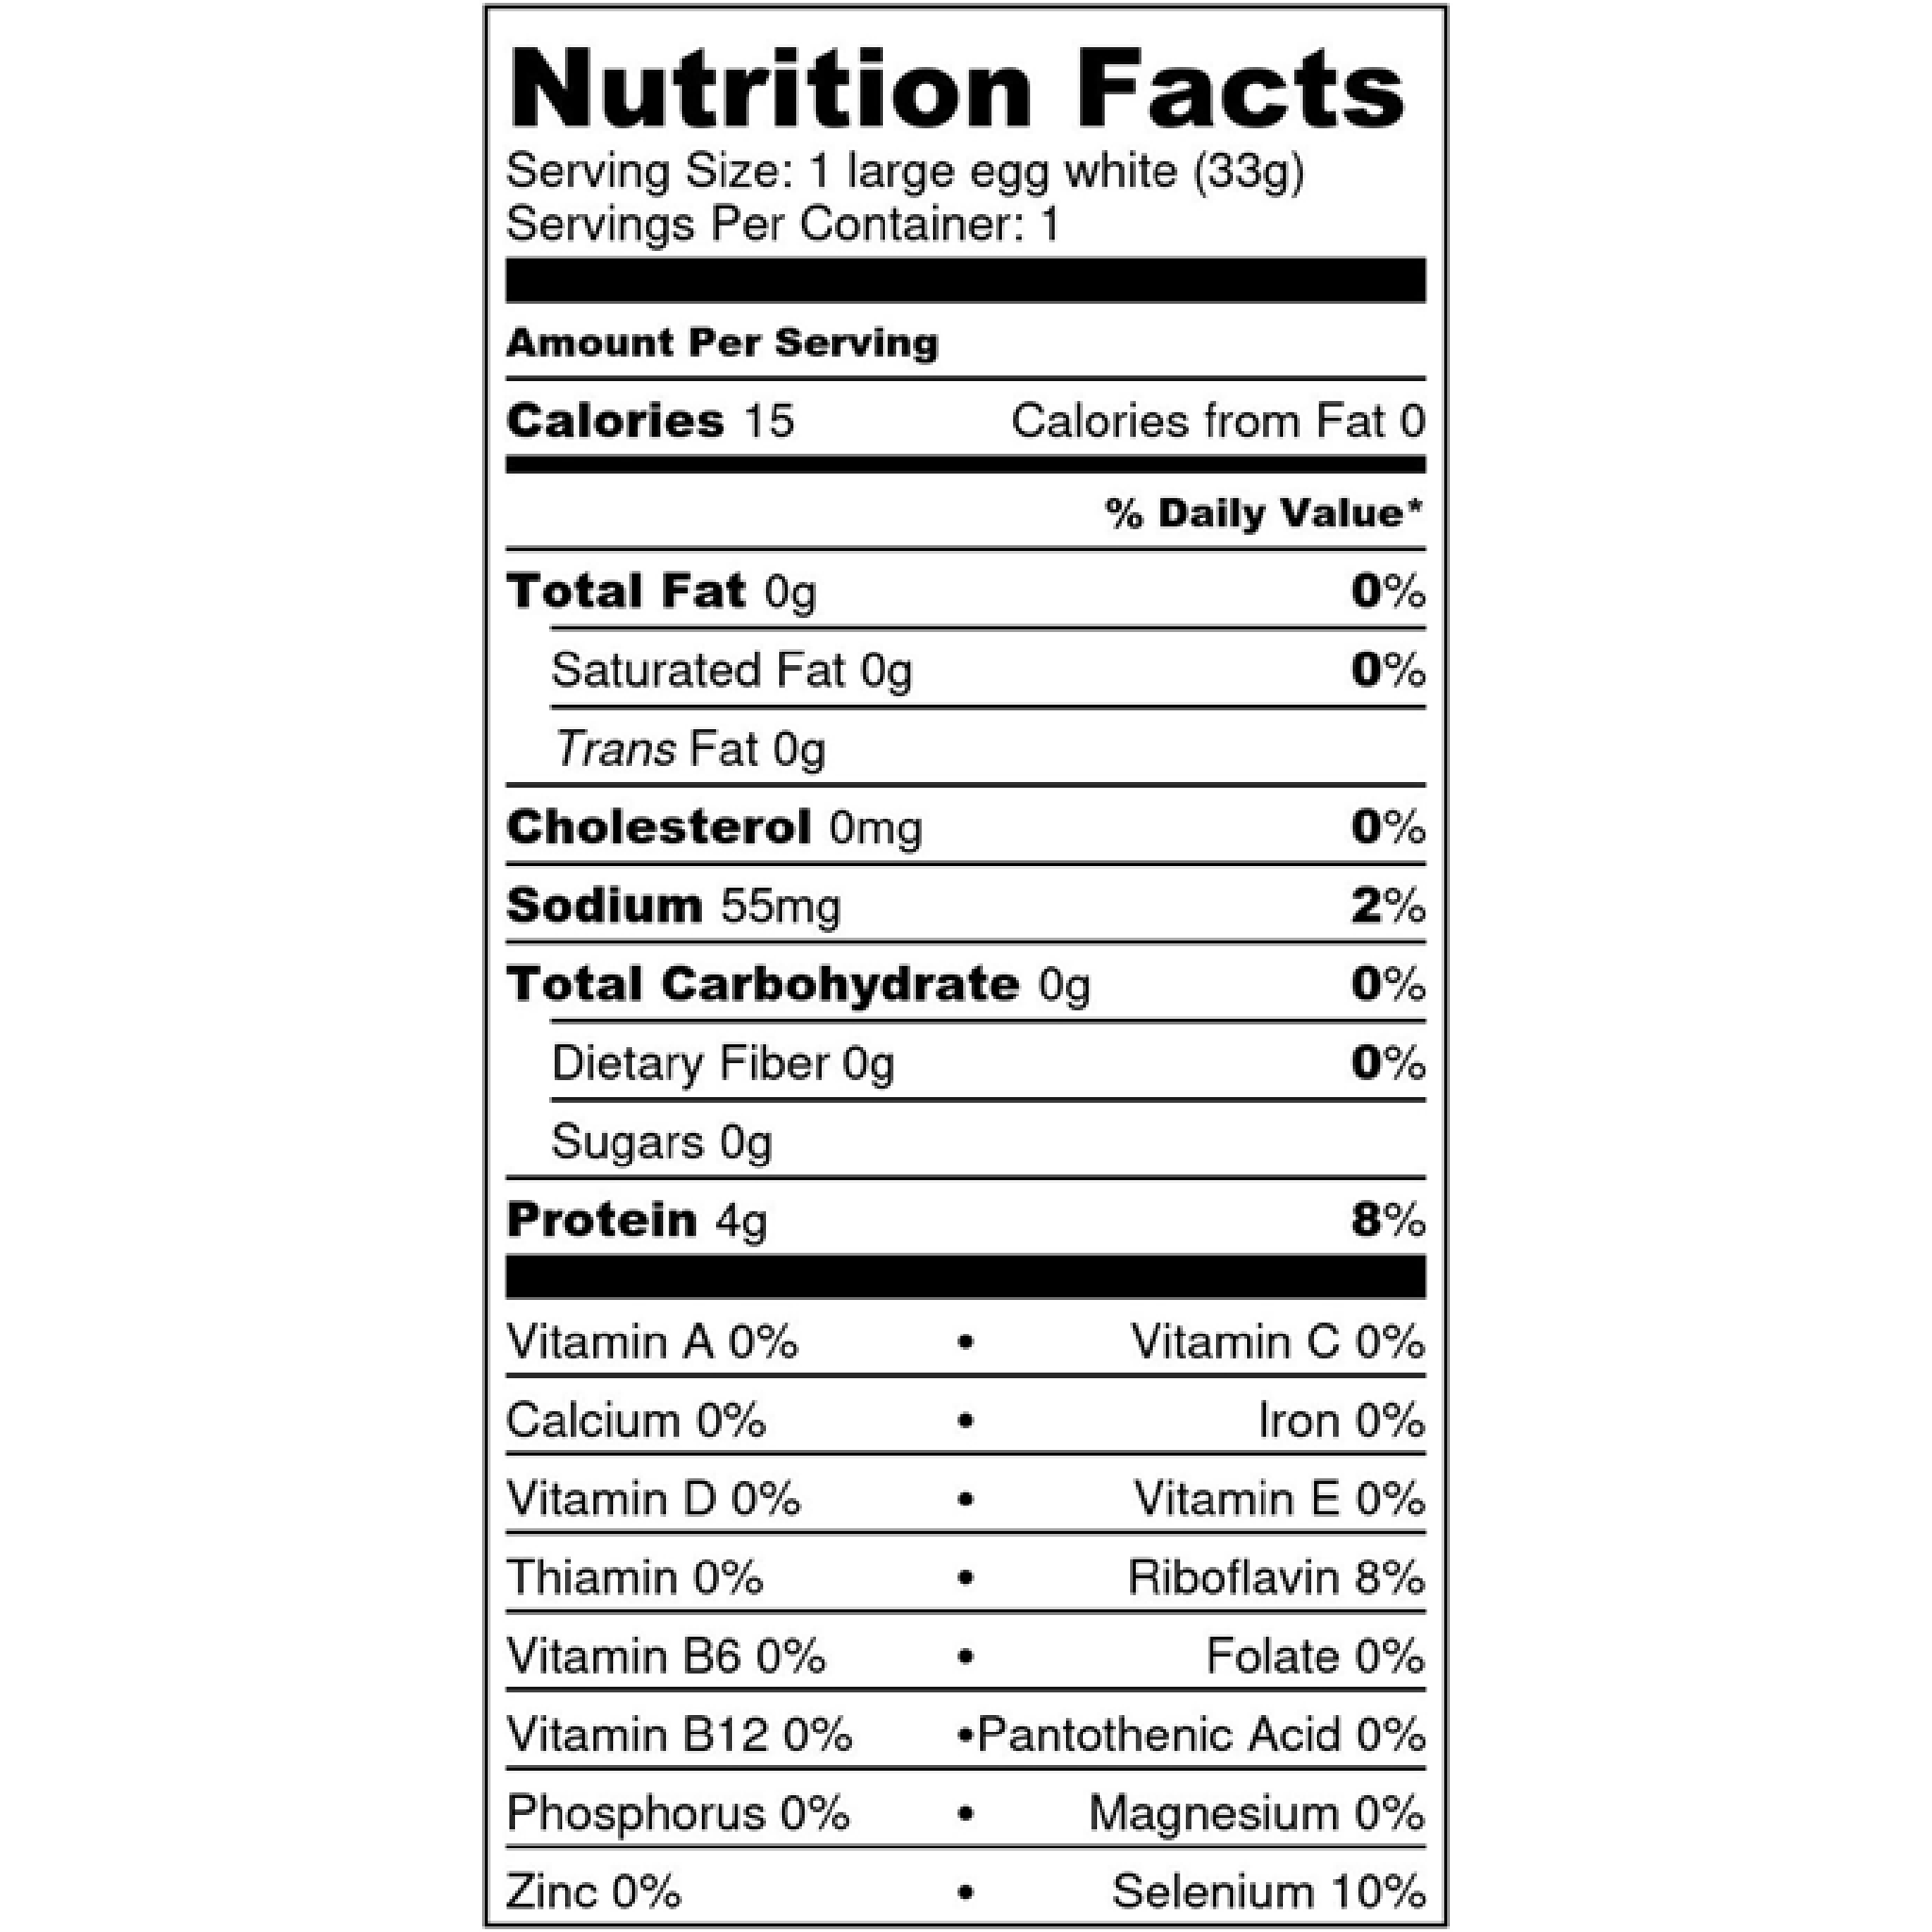 Nutrition Facts
Serving Size: 1 large egg white (33g)
Servings Per Container: 1
Amount Per Serving
Calories 15 Calories from Fat 0
% Daily Value*
Total Fat 0g 0%
Saturated Fat 0g 0%
Trans Fat 0g
Cholesterol 0mg 0%
Sodium 55mg 2%
Total Carbohydrate 0g 0%
Dietary Fiber 0g 0%
Sugars 0g
Protein 4g 8%
Vitamin A 0% • Vitamin C 0%
Calcium 0% • Iron 0%
Vitamin D 0% • Vitamin E 0%
Thiamin 0% • Riboflavin 8%
Vitamin B6 0% • Folate 0%
Vitamin B12 0% •Pantothenic Acid 0%
Phosphorus 0% • Magnesium 0%
Zinc 0% • Selenium 10%